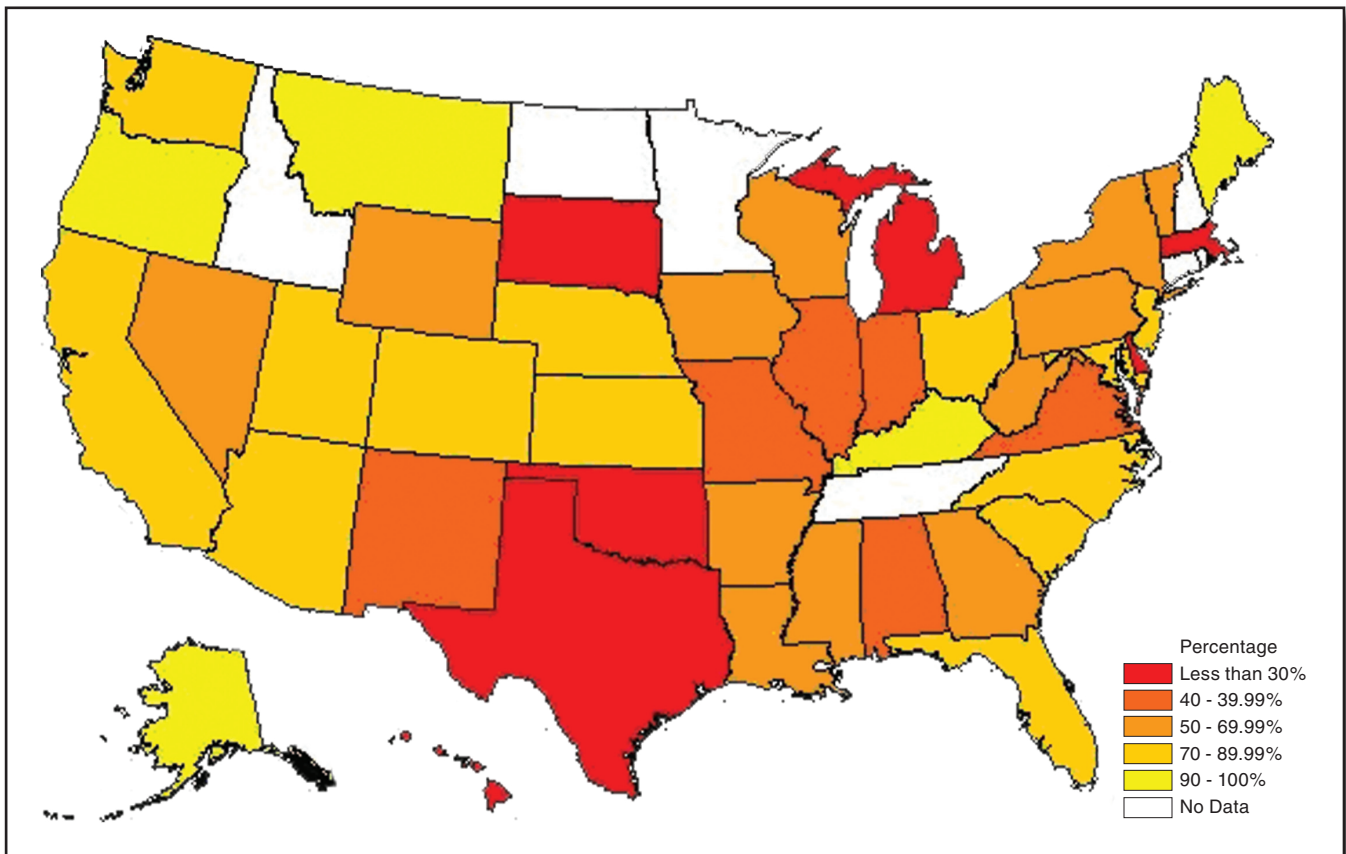 Percentage
Less than 30%
40 - 39.99%
50 - 69.99%
70 - 89.99%
90 - 100%
No Data